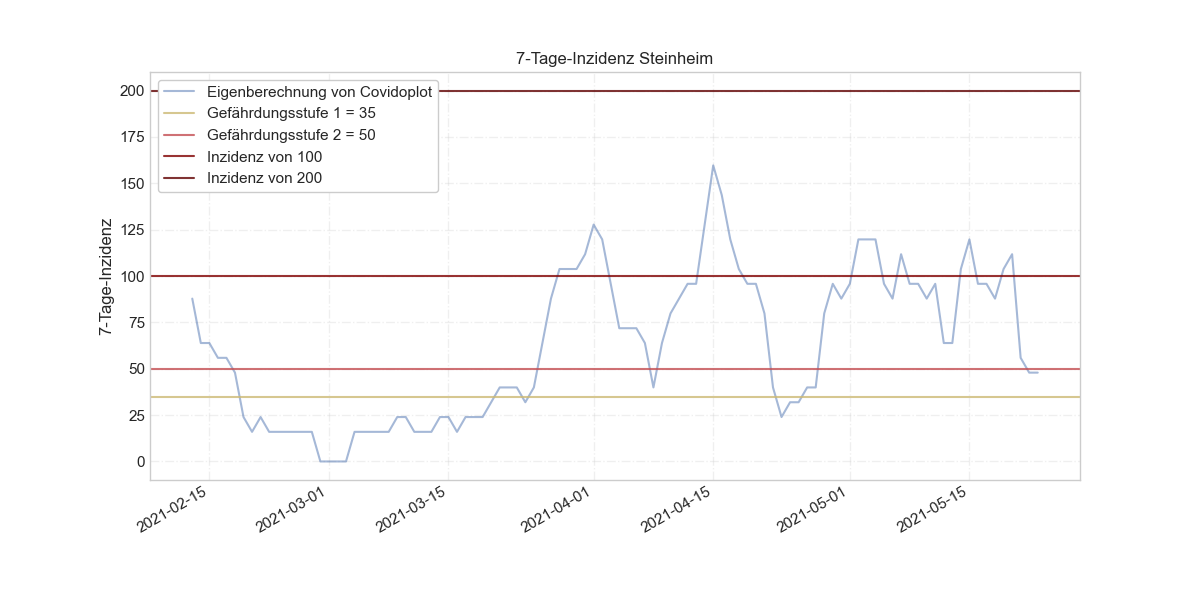 7-Tage-Inzidenz Steinheim
Eigenberechnung von Covidoplot
Gefährdungsstufe 1 = 35
Gefährdungsstufe 2 = 50
Inzidenz von 100
Inzidenz von 200
7-Tage-Inzidenz
200
175
150
125
100
75
50
25
0
2021-02-15
2021-03-01
2021-03-15
2021-04-01
2021-04-15
2021-05-01
2021-05-15